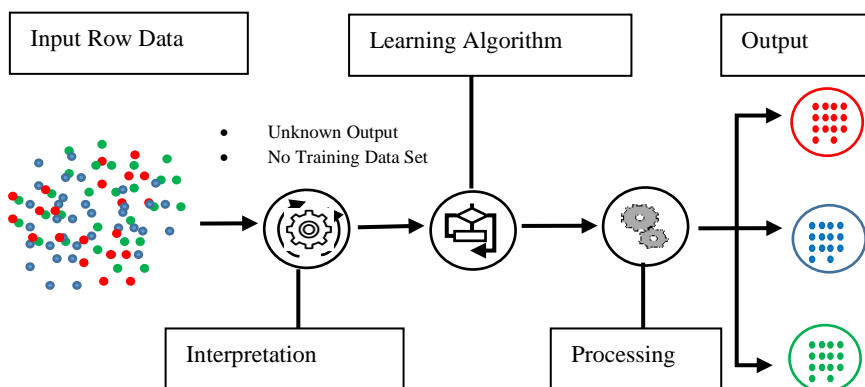 Input Row Data
Learning Algorithm
Output
• Unknown Output
• No Training Data Set
Interpretation
Processing